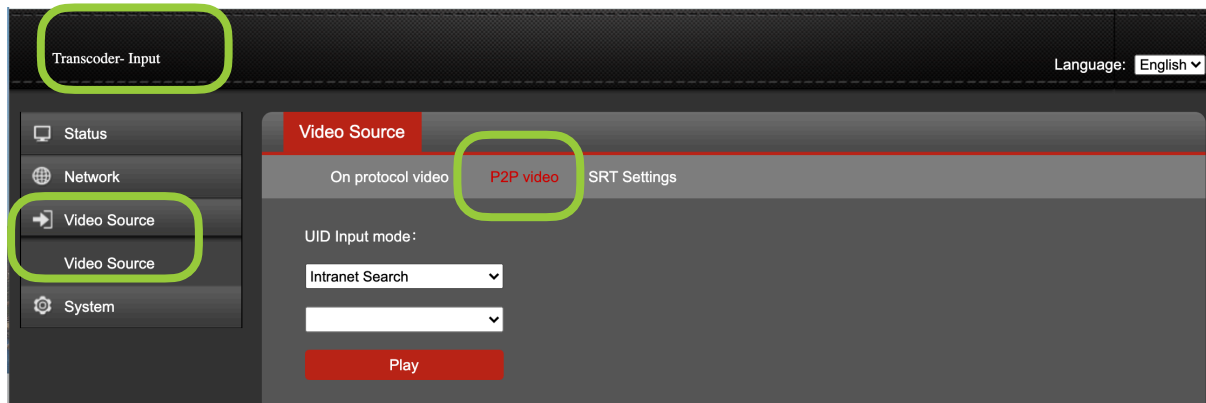 Transcoder- Input
Language: English
Status
Network
Video Source
Video Source
System
Video Source
On protocol video P2P video SRT Settings
UID Input mode:
Intranet Search
Play